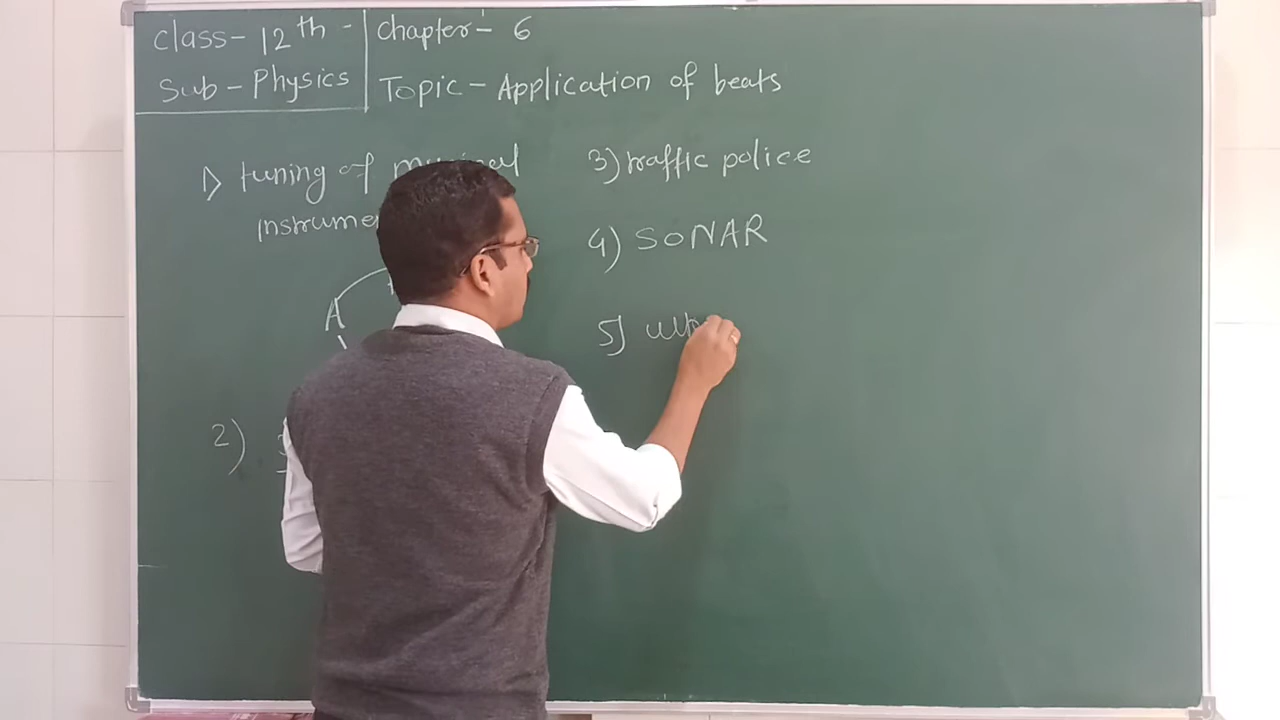 Class- 12th -
Sub - Physics
Chapter- 6
Topic - Application of beats
1) tuning of musical
instrume
A
2)
3) traffic police
4) SONAR
5)